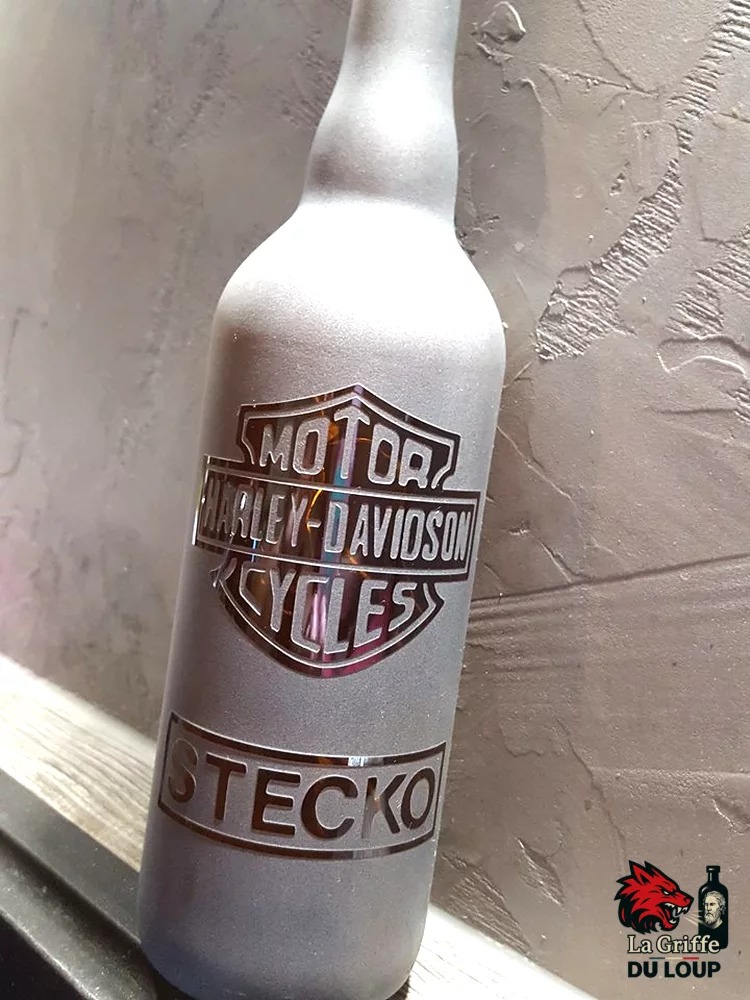 MOTOR
HARLEY-DAVIDSON
CYCLES
STECKO
La Griffe
DU LOUP